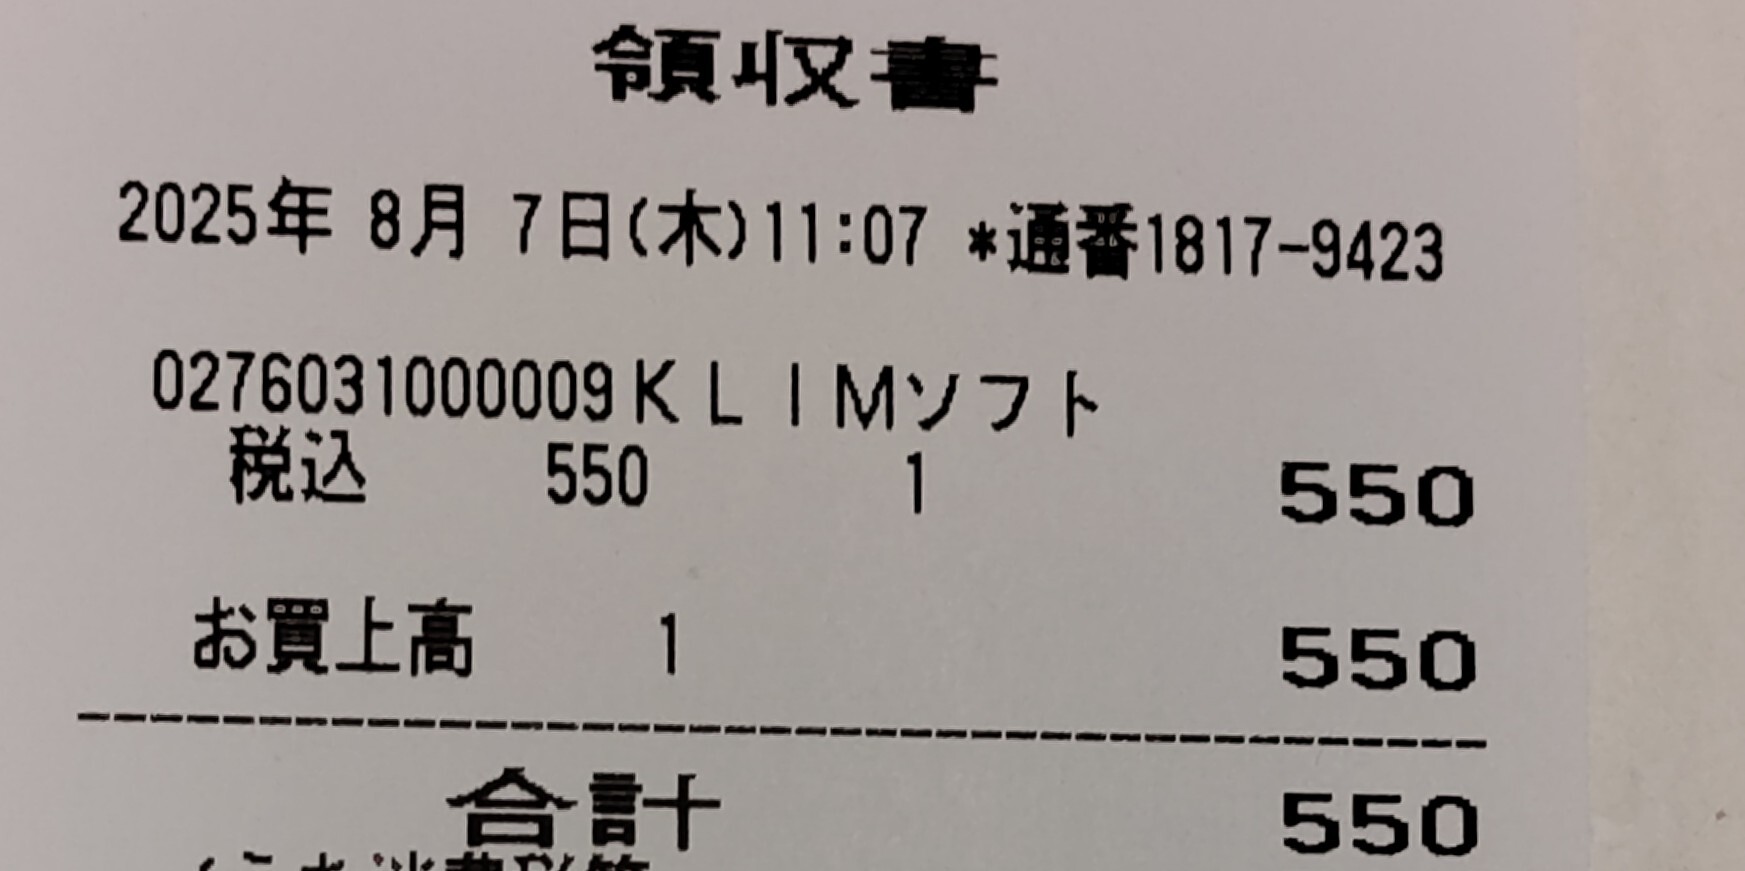 領収書
2025年 8月 7日(木)11:07 *通番1817-9423
0276031000009KLIMソフト
税込 550 1 550
お買上高 1 550
合計 550